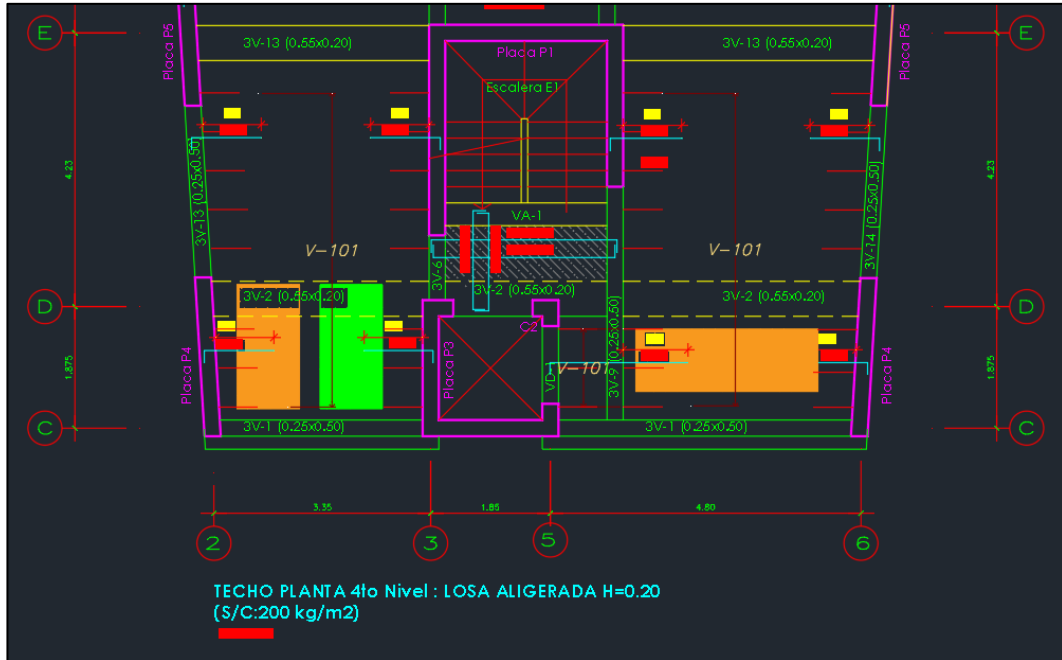 E
3V-13 (0.55x0.20)
Placa P1
3V-13 (0.55x0.20)
E
Placa P5
Placa P5
Escalera E1
4.23
4.23
3V-13 (0.25x0.50)
3V-14 (0.25x0.50)
VA-1
V-101
V-101
3V-6
3V-2 (0.55x0.20)
3V-2 (0.55x0.20)
3V-2 (0.55x0.20)
D
D
C2
Placa P4
Placa P3
VD
V-101
3V-9 (0.25x0.50)
Placa P4
1.875
1.875
C
3V-1 (0.25x0.50)
3V-1 (0.25x0.50)
C
3.35
1.85
4.80
2
3
5
6
TECHO PLANTA 4to Nivel : LOSA ALIGERADA H=0.20
(S/C:200 kg/m2)